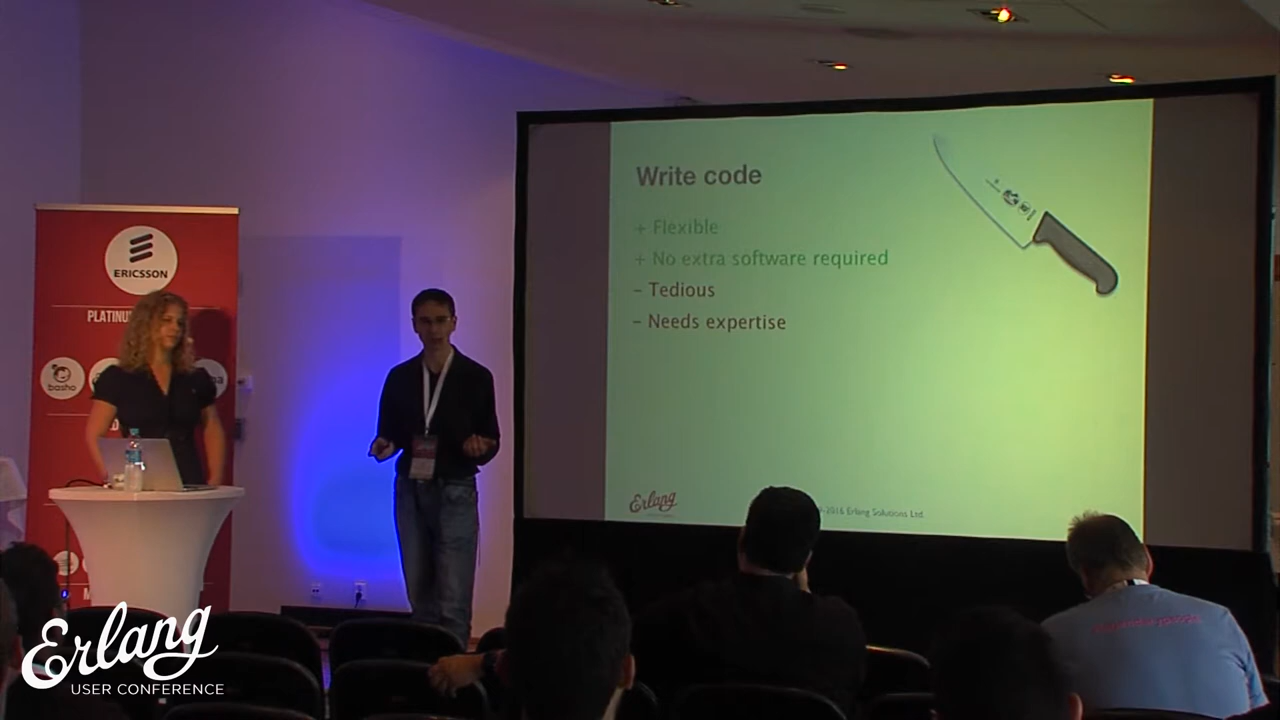 Write code
+ Flexible
+ No extra software required
– Tedious
– Needs expertise
Erlang
2016 Erlang Solutions Ltd.
ERICSSON
basho
Erlang
USER CONFERENCE